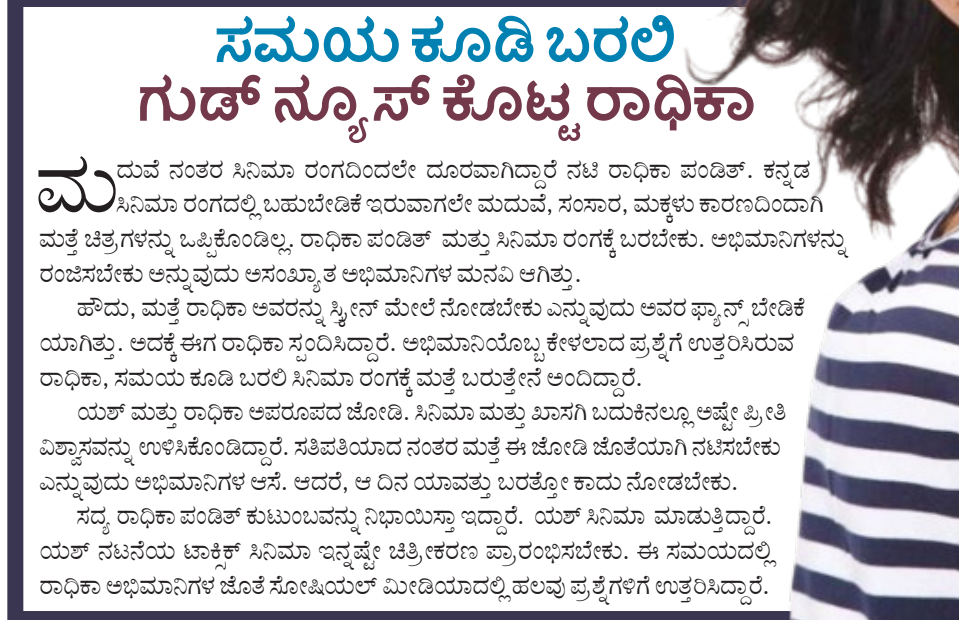 ಸಮಯ ಕೂಡಿ ಬರಲಿ
ಗುಡ್ ನ್ಯೂಸ್ ಕೊಟ್ಟ ರಾಧಿಕಾ
ಮದುವೆ ನಂತರ ಸಿನಿಮಾ ರಂಗದಿಂದಲೇ ದೂರವಾಗಿದ್ದಾರೆ ನಟಿ ರಾಧಿಕಾ ಪಂಡಿತ್. ಕನ್ನಡ
ಸಿನಿಮಾ ರಂಗದಲ್ಲಿ ಬಹುಬೇಡಿಕೆ ಇರುವಾಗಲೇ ಮದುವೆ, ಸಂಸಾರ, ಮಕ್ಕಳು ಕಾರಣದಿಂದಾಗಿ
ಮತ್ತೆ ಚಿತ್ರಗಳನ್ನು ಒಪ್ಪಿಕೊಂಡಿಲ್ಲ. ರಾಧಿಕಾ ಪಂಡಿತ್ ಮತ್ತು ಸಿನಿಮಾ ರಂಗಕ್ಕೆ ಬರಬೇಕು. ಅಭಿಮಾನಿಗಳನ್ನು
ರಂಜಿಸಬೇಕು ಅನ್ನುವುದು ಅಸಂಖ್ಯಾತ ಅಭಿಮಾನಿಗಳ ಮನವಿ ಆಗಿತ್ತು.
ಹೌದು, ಮತ್ತೆ ರಾಧಿಕಾ ಅವರನ್ನು ಸ್ಕ್ರೀನ್ ಮೇಲೆ ನೋಡಬೇಕು ಎನ್ನುವುದು ಅವರ ಫ್ಯಾನ್ಸ್ ಬೇಡಿಕೆ
ಯಾಗಿತ್ತು. ಅದಕ್ಕೆ ಈಗ ರಾಧಿಕಾ ಸ್ಪಂದಿಸಿದ್ದಾರೆ. ಅಭಿಮಾನಿಯೊಬ್ಬ ಕೇಳಲಾದ ಪ್ರಶ್ನೆಗೆ ಉತ್ತರಿಸಿರುವ
ರಾಧಿಕಾ, ಸಮಯ ಕೂಡಿ ಬರಲಿ ಸಿನಿಮಾ ರಂಗಕ್ಕೆ ಮತ್ತೆ ಬರುತ್ತೇನೆ ಅಂದಿದ್ದಾರೆ.
ಯಶ್ ಮತ್ತು ರಾಧಿಕಾ ಅಪರೂಪದ ಜೋಡಿ. ಸಿನಿಮಾ ಮತ್ತು ಖಾಸಗಿ ಬದುಕಿನಲ್ಲೂ ಅಷ್ಟೇ ಪ್ರೀತಿ
ವಿಶ್ವಾಸವನ್ನು ಉಳಿಸಿಕೊಂಡಿದ್ದಾರೆ. ಸತಿಪತಿಯಾದ ನಂತರ ಮತ್ತೆ ಈ ಜೋಡಿ ಜೊತೆಯಾಗಿ ನಟಿಸಬೇಕು
ಎನ್ನುವುದು ಅಭಿಮಾನಿಗಳ ಆಸೆ. ಆದರೆ, ಆ ದಿನ ಯಾವತ್ತು ಬರತ್ತೋ ಕಾದು ನೋಡಬೇಕು.
ಸದ್ಯ ರಾಧಿಕಾ ಪಂಡಿತ್ ಕುಟುಂಬವನ್ನು ನಿಭಾಯಿಸ್ತಾ ಇದ್ದಾರೆ. ಯಶ್ ಸಿನಿಮಾ ಮಾಡುತ್ತಿದ್ದಾರೆ.
ಯಶ್ ನಟನೆಯ ಟಾಕ್ಸಿಕ್ ಸಿನಿಮಾ ಇನ್ನಷ್ಟೇ ಚಿತ್ರೀಕರಣ ಪ್ರಾರಂಭಿಸಬೇಕು. ಈ ಸಮಯದಲ್ಲಿ
ರಾಧಿಕಾ ಅಭಿಮಾನಿಗಳ ಜೊತೆ ಸೋಷಿಯಲ್ ಮೀಡಿಯಾದಲ್ಲಿ ಹಲವು ಪ್ರಶ್ನೆಗಳಿಗೆ ಉತ್ತರಿಸಿದ್ದಾರೆ.